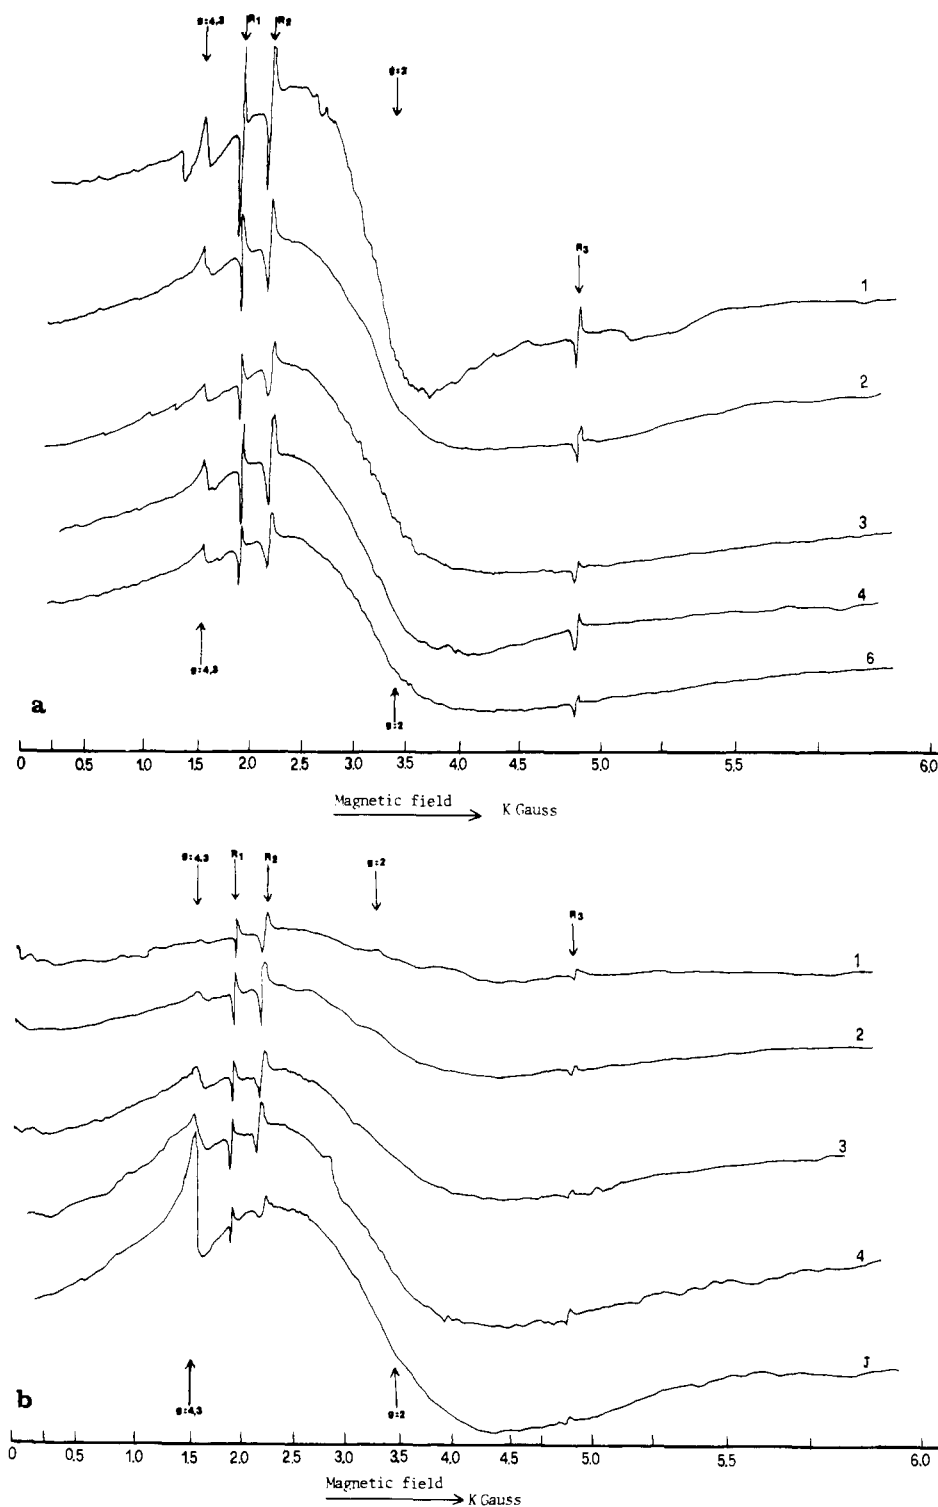 g:4,3 R1 R2
g:2
R3
1
2
3
4
6
g:4,3
g:2
a
0 0.5 1.0 1.5 2.0 2.5 3.0 3.5 4.0 4.5 5.0 5.5 6.0
Magnetic field K Gauss
g:4,3 R1 R2 g:2
R3
1
2
3
4
J
b
g:4,3 g:2
0 0.5 1.0 1.5 2.0 2.5 3.0 3.5 4.0 4.5 5.0 5.5 6.0
Magnetic field
K Gauss